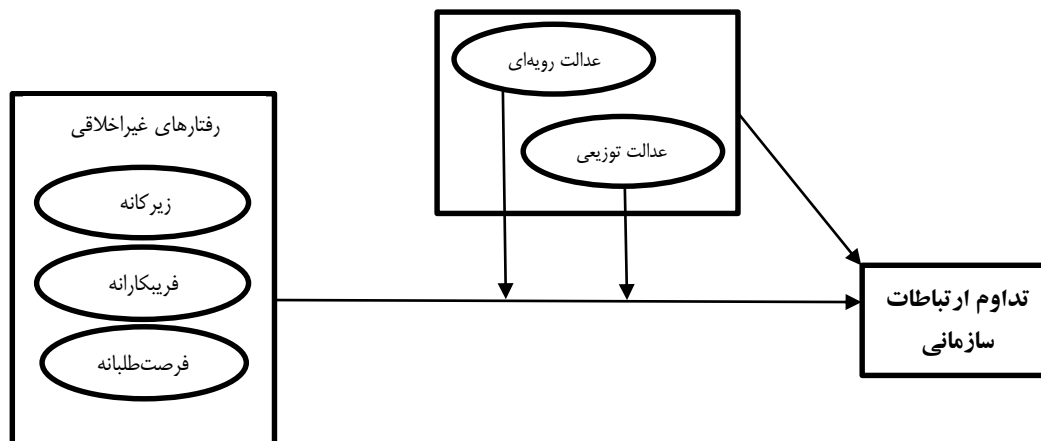 عدالت رویه‌ای
عدالت توزیعی
رفتارهای غیراخلاقی
زیرکانه
فریبکارانه
فرصت‌طلبانه
تداوم ارتباطات
سازمانی